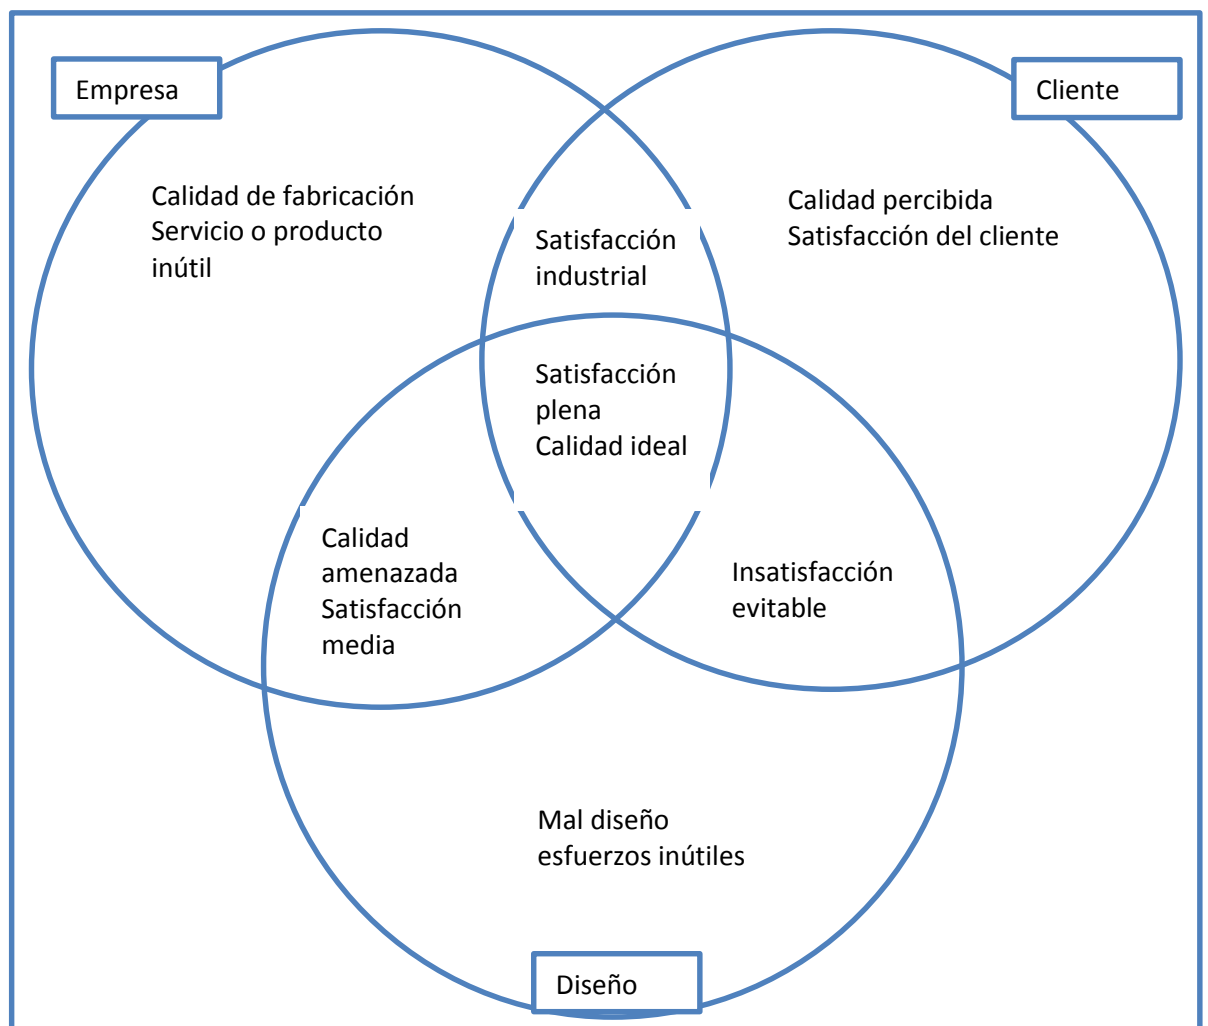 Empresa
Cliente
Calidad de fabricación
Servicio o producto
inútil
Calidad percibida
Satisfacción del cliente
Satisfacción
industrial
Satisfacción
plena
Calidad ideal
Calidad
amenazada
Satisfacción
media
Insatisfacción
evitable
Mal diseño
esfuerzos inútiles
Diseño